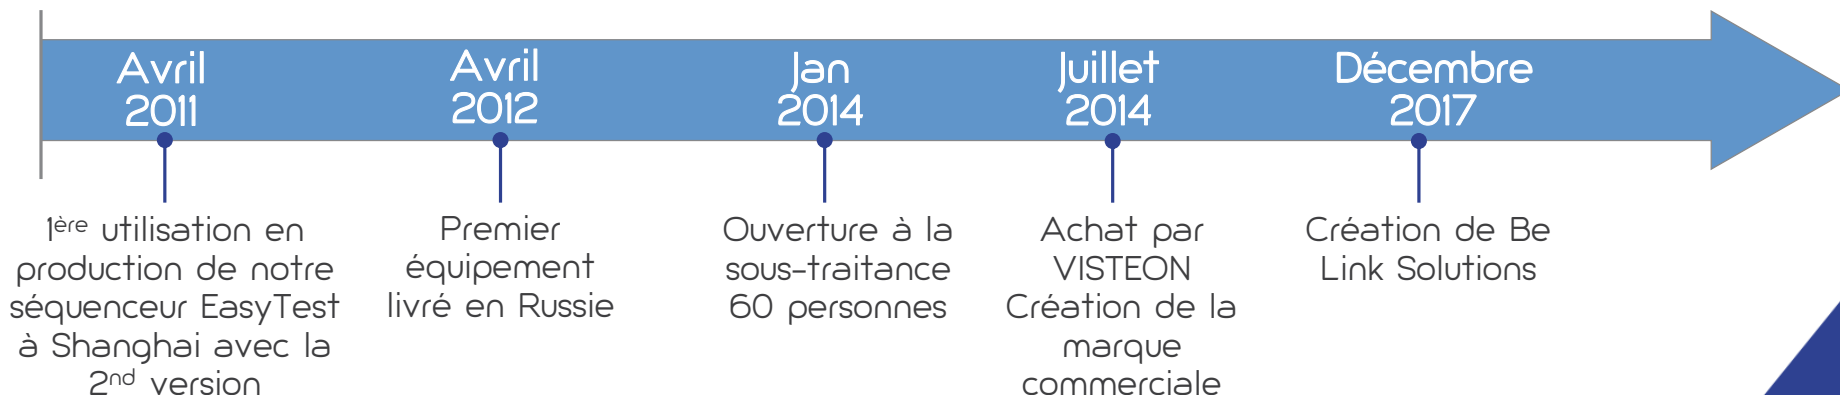 Avril
2011
Avril
2012
Jan
2014
Juillet
2014
Décembre
2017
1ère utilisation en
production de notre
séquenceur EasyTest
à Shanghai avec la
2nd version
Premier
équipement
livré en Russie
Ouverture à la
sous-traitance
60 personnes
Achat par
VISTEON
Création de la
marque
commerciale
Création de Be
Link Solutions